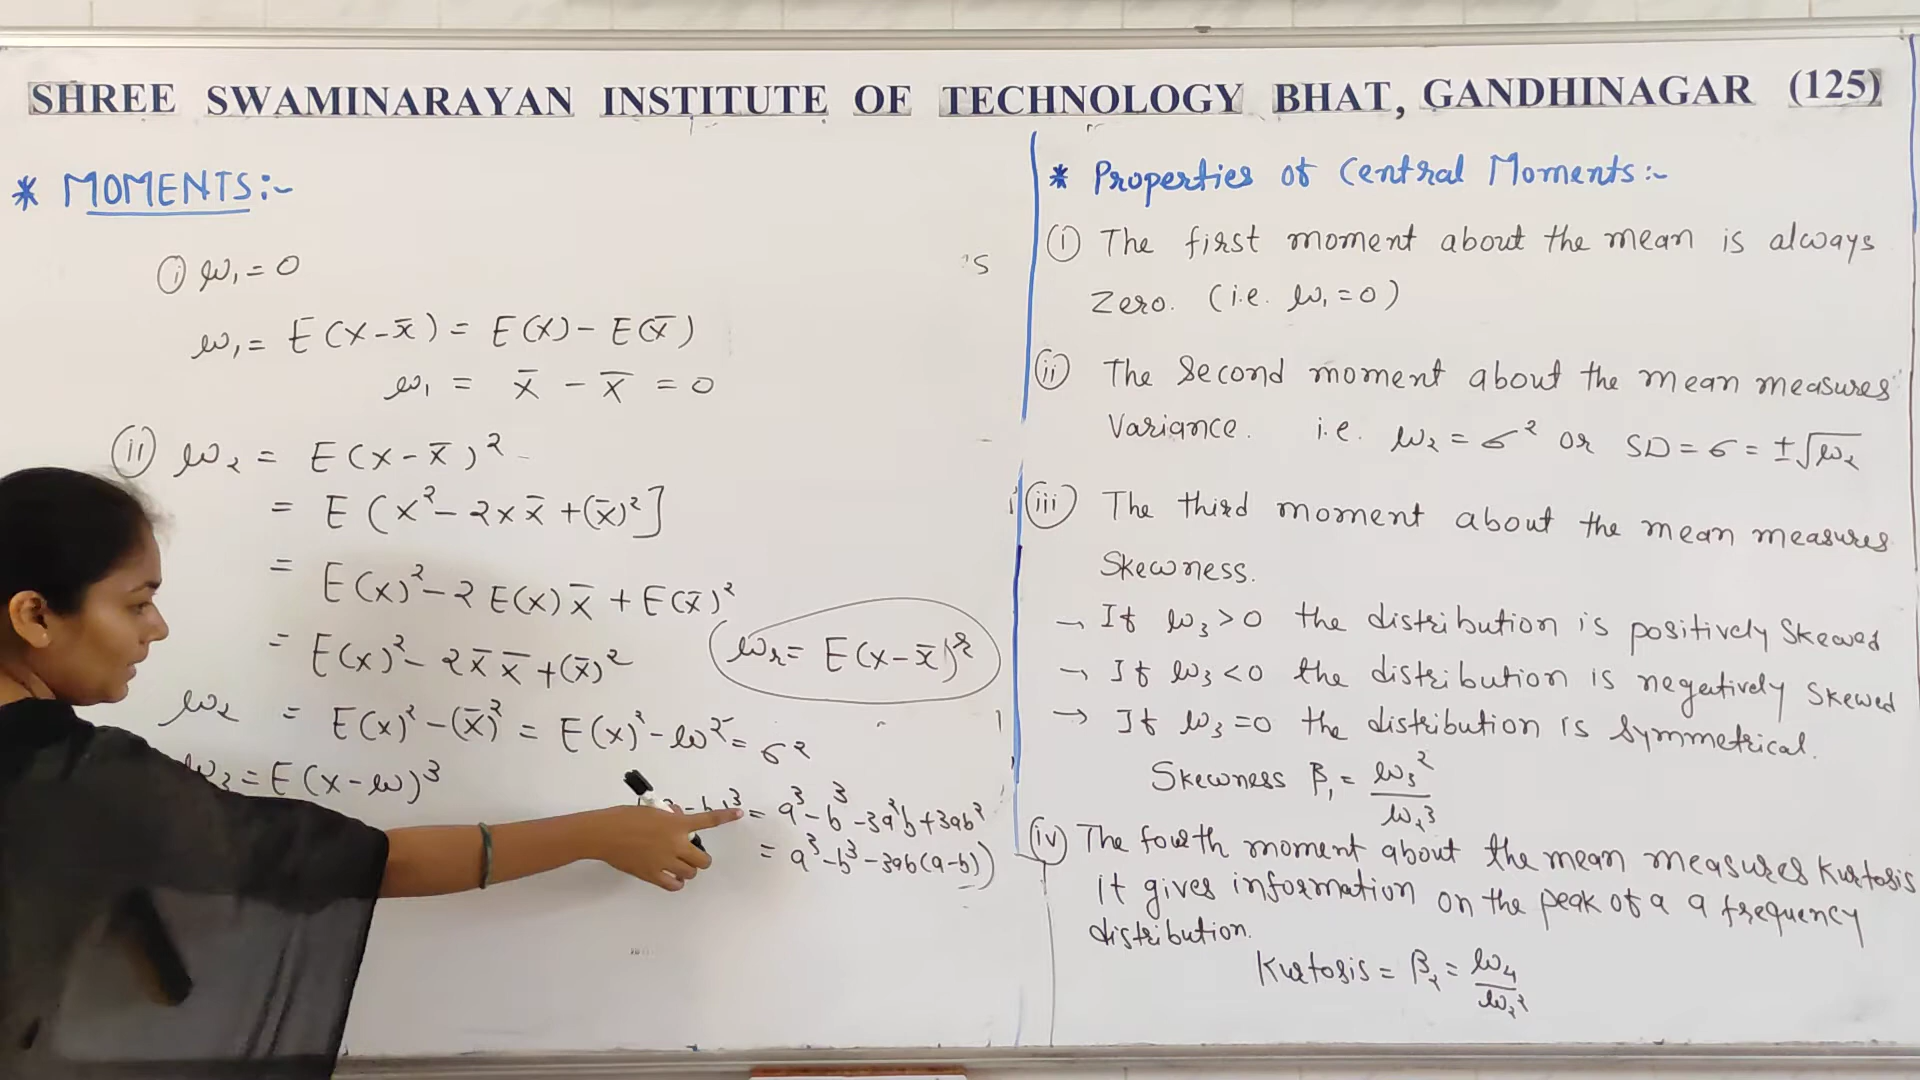 SHREE SWAMINARAYAN INSTITUTE OF TECHNOLOGY BHAT, GANDHINAGAR (125)
* MOMENTS:-
(i) μ₁ = 0
μ₁ = E(x-x̄) = E(x) - E(x̄)
μ₁ = x̄ - x̄ = 0
(ii) μ₂ = E(x-x̄)²
= E(x² - 2xx̄ + (x̄)²]
= E(x)² - 2E(x)x̄ + E(x̄)²
= E(x)² - 2x̄x̄ + (x̄)²
μᵣ = E(x-x̄)ʳ
μ₂ = E(x)² - (x̄)² = E(x)² - μ² = σ²
μ₃ = E(x-μ)³
= a³ - b³ - 3a²b + 3ab²
= a³ - b³ - 3ab(a-b))
* Properties of Central Moments:-
(i) The first moment about the mean is always
Zero. (i.e. μ₁ = 0)
(ii) The Second moment about the mean measures
Variance. i.e. μ₂ = σ² or SD = σ = ±√μ₂
(iii) The third moment about the mean measures
Skewness.
→ If μ₃ > 0 the distribution is positively Skewed
→ If μ₃ < 0 the distribution is negatively Skewed
→ If μ₃ = 0 the distribution is Symmetrical.
Skewness β₁ = μ₃²/μ₂³
(iv) The fourth moment about the mean measures Kurtosis
it gives information on the peak of a a frequency
distribution.
Kurtosis = β₂ = μ₄/μ₂²